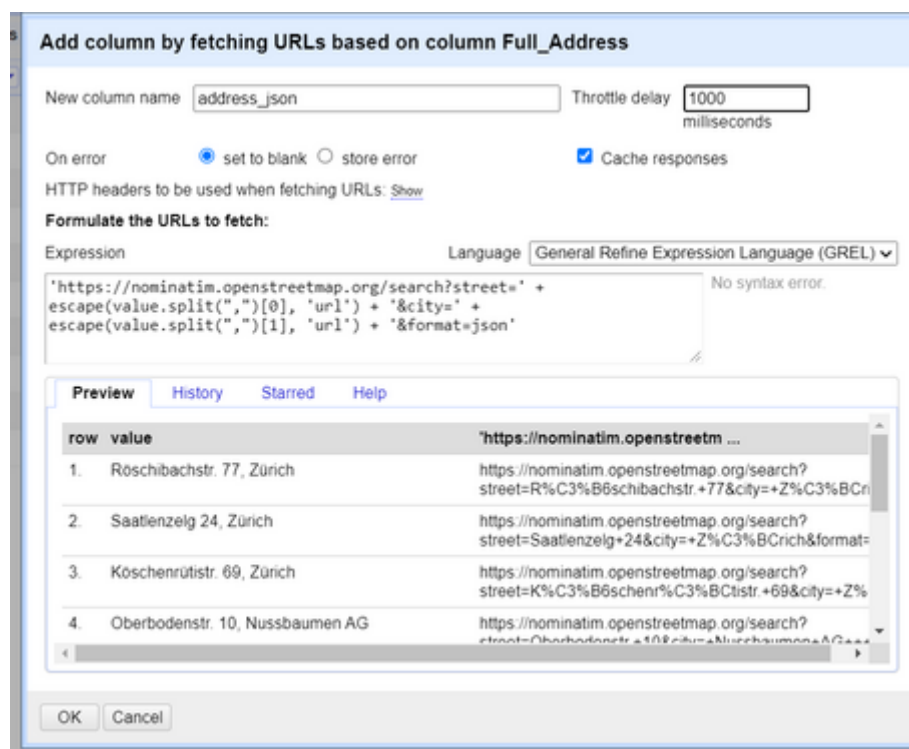 Add column by fetching URLs based on column Full_Address
New column name address_json Throttle delay 1000
milliseconds
On error set to blank store error Cache responses
HTTP headers to be used when fetching URLs: Show
Formulate the URLs to fetch:
Expression Language General Refine Expression Language (GREL)
'https://nominatim.openstreetmap.org/search?street=' + No syntax error.
escape(value.split(",")[0], 'url') + '&city=' +
escape(value.split(",")[1], 'url') + '&format=json'
Preview History Starred Help
row value 'https://nominatim.openstreetm ...
1. Röschibachstr. 77, Zürich https://nominatim.openstreetmap.org/search?
street=R%C3%B6schibachstr.+77&city=+Z%C3%BCri
2. Saatlenzelg 24, Zürich https://nominatim.openstreetmap.org/search?
street=Saatlenzelg+24&city=+Z%C3%BCrich&format=
3. Köschenrütistr. 69, Zürich https://nominatim.openstreetmap.org/search?
street=K%C3%B6schenr%C3%BCtistr.+69&city=+Z%
4. Oberbodenstr. 10, Nussbaumen AG https://nominatim.openstreetmap.org/search?
street=Oberbodenstr.+10&city=+Nussbaumen+AG+++
OK Cancel